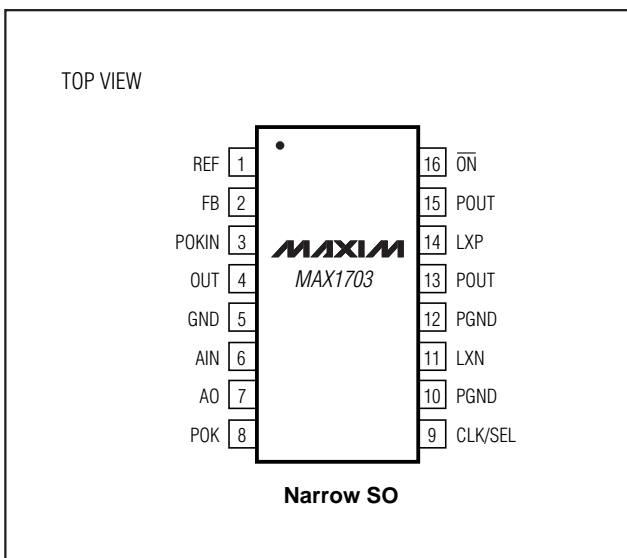 TOP VIEW
REF 1
FB 2
POKIN 3
OUT 4
GND 5
AIN 6
AO 7
POK 8
MAXIM
MAX1703
16 O̅N̅
15 POUT
14 LXP
13 POUT
12 PGND
11 LXN
10 PGND
9 CLK/SEL
Narrow SO